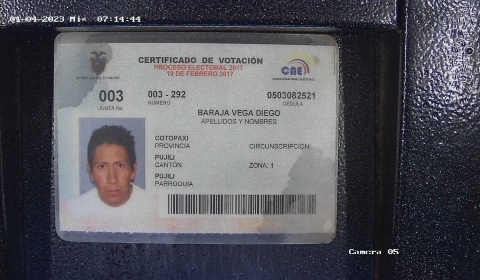 04-04-2023 Mie 07:14:44
CERTIFICADO DE VOTACIÓN
PROCESO ELECTORAL 2017
19 DE FEBRERO 2017
CNE
003
JUNTA No
003 - 292
NÚMERO
0503082521
CÉDULA
BARAJA VEGA DIEGO
APELLIDOS Y NOMBRES
COTOPAXI
PROVINCIA
CIRCUNSCRIPCIÓN:
PUJILI
CANTÓN
ZONA: 1
PUJILI
PARROQUIA
Camera 05